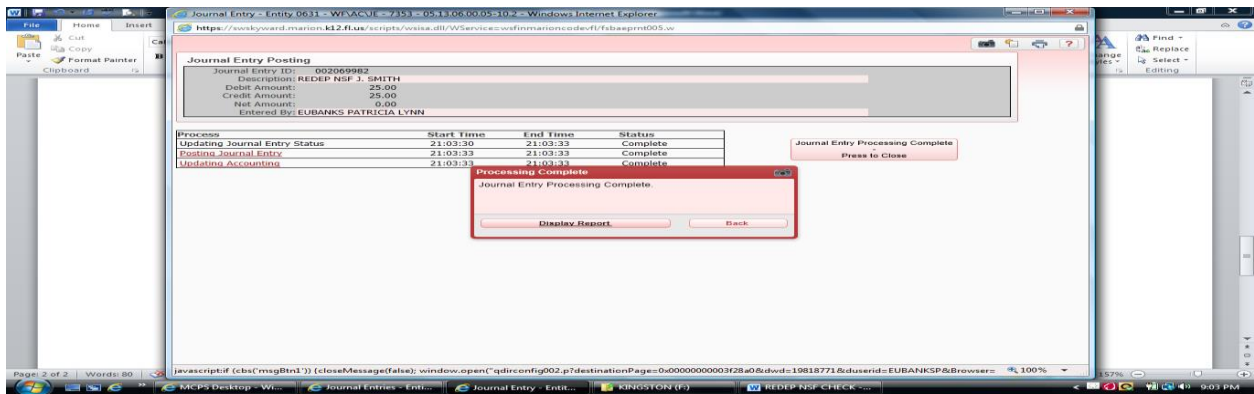 Journal Entry - Entity 0631 - WF\AC\JE - 7353 - 05.13.06.00.05-10.2 - Windows Internet Explorer
File Home Insert
https://swskyward.marion.k12.fl.us/scripts/wsisa.dll/WService=wsfinmarioncodevfl/fsbaeprnt005.w
Cut
Copy
Format Painter
Paste
Clipboard
Find
Replace
Select
Editing
Journal Entry Posting
Journal Entry ID: 002069982
Description: REDEP NSF J. SMITH
Debit Amount: 25.00
Credit Amount: 25.00
Net Amount: 0.00
Entered By: EUBANKS PATRICIA LYNN
Process Start Time End Time Status
Updating Journal Entry Status 21:03:30 21:03:33 Complete
Posting Journal Entry 21:03:33 21:03:33 Complete
Updating Accounting 21:03:33 21:03:33 Complete
Journal Entry Processing Complete
-
Press to Close
Processing Complete
Journal Entry Processing Complete.
Display Report Back
Page: 2 of 2 Words: 80
javascript:if (cbs('msgBtn1')) {closeMessage(false); window.open("qdirconfig002.p?destinationPage=0x00000000003f28a0&dwd=19818771&duserid=EUBANKSP&Browser=
100%
157%
MCPS Desktop - Wi... Journal Entries - Enti... Journal Entry - Entit... KINGSTON (F:) REDEP NSF CHECK -... 9:03 PM